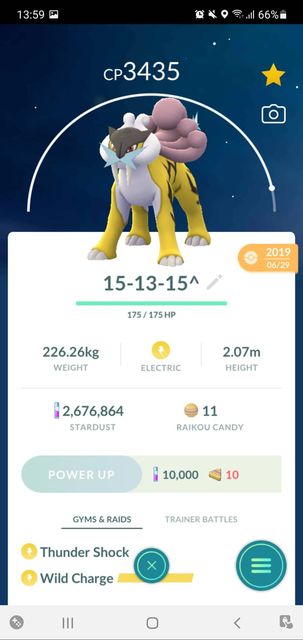 13:59 66%
CP3435
2019
06/29
15-13-15^
175 / 175 HP
226.26kg ELECTRIC 2.07m
WEIGHT HEIGHT
2,676,864 11
STARDUST RAIKOU CANDY
POWER UP 10,000 10
GYMS & RAIDS TRAINER BATTLES
Thunder Shock
Wild Charge